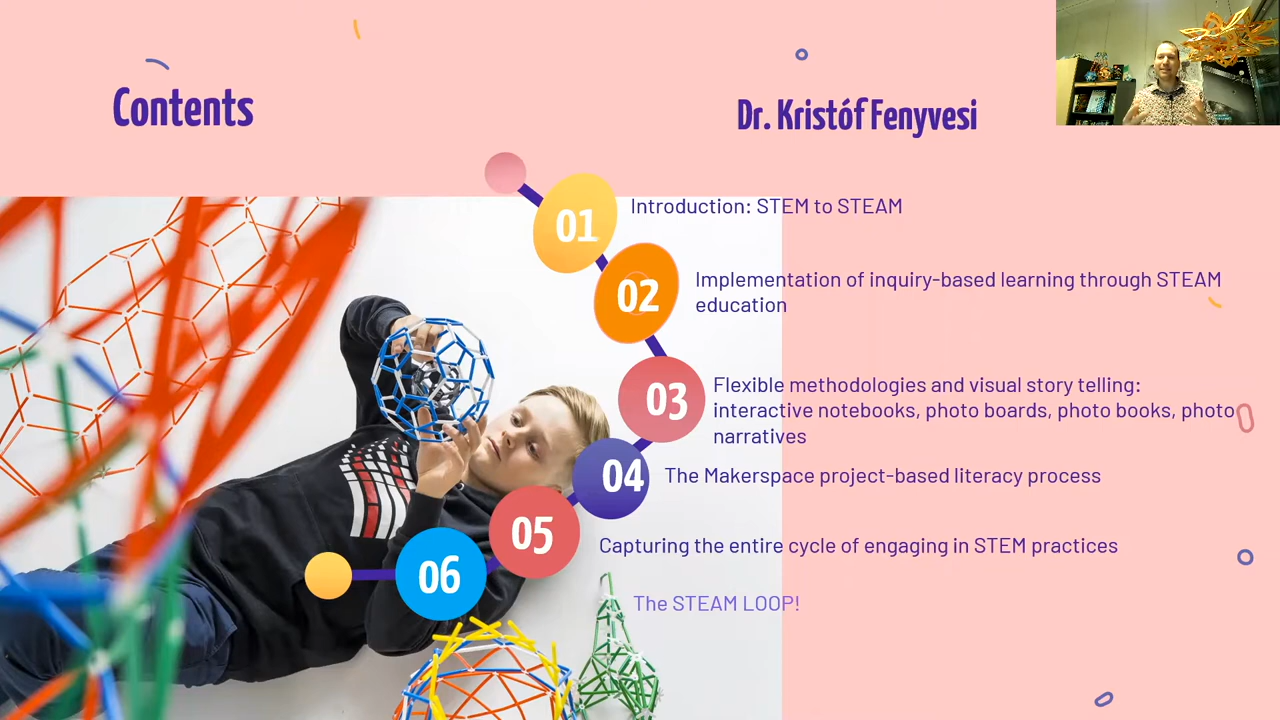 Contents
Dr. Kristóf Fenyvesi
01
Introduction: STEM to STEAM
02
Implementation of inquiry-based learning through STEAM
education
03
Flexible methodologies and visual story telling:
interactive notebooks, photo boards, photo books, photo
narratives
04
The Makerspace project-based literacy process
05
Capturing the entire cycle of engaging in STEM practices
06
The STEAM LOOP!